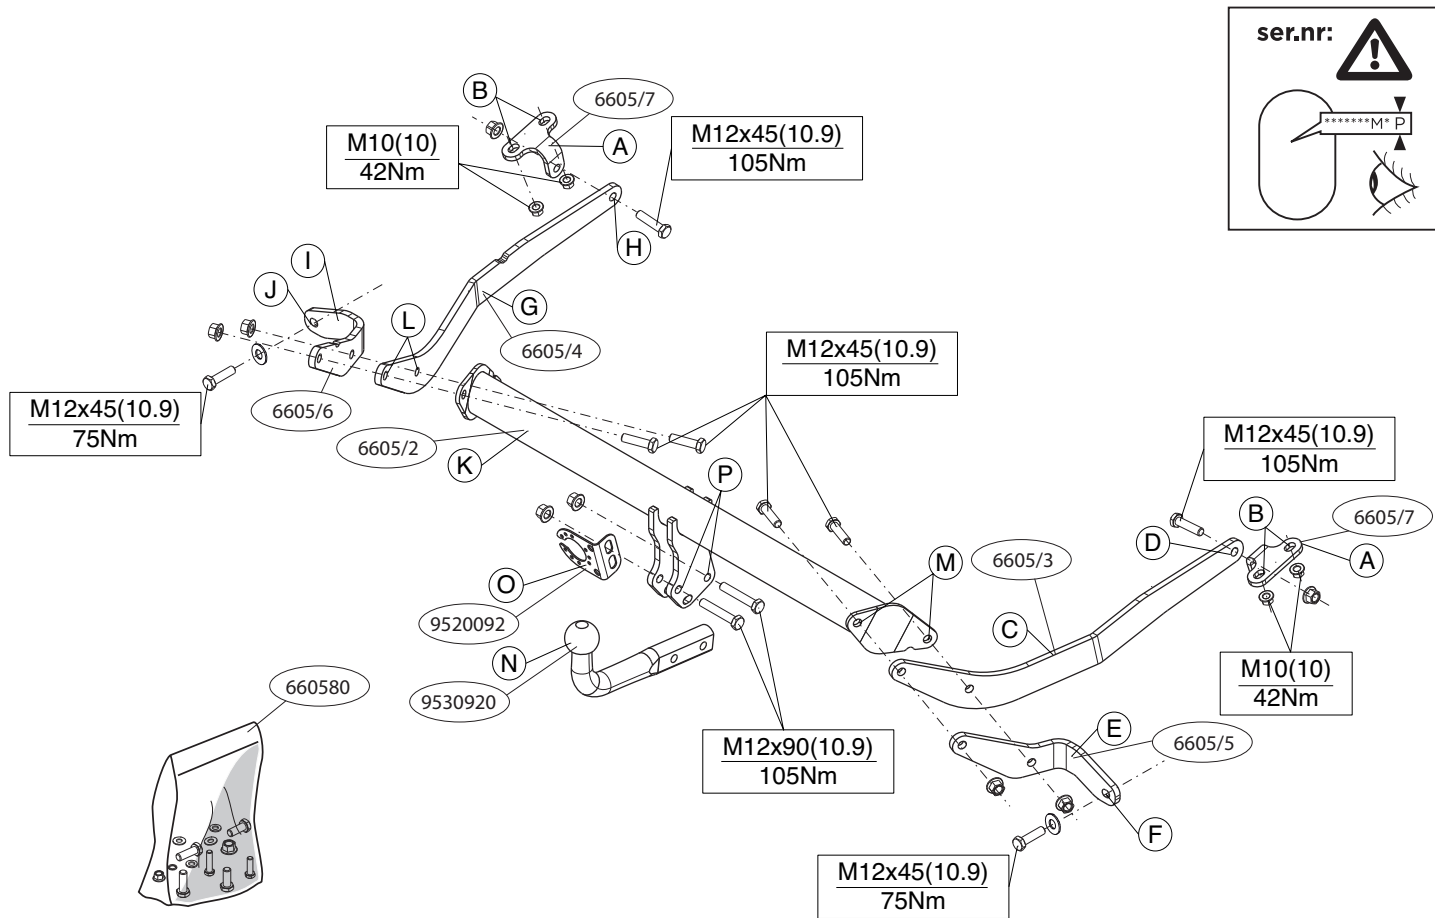 ser.nr:
*******M* P
B
6605/7
M10(10)
42Nm
A
M12x45(10.9)
105Nm
H
I
J
G
L
6605/4
M12x45(10.9)
105Nm
M12x45(10.9)
75Nm
6605/6
6605/2
K
P
M12x45(10.9)
105Nm
B
6605/7
D
A
M
6605/3
O
9520092
C
N
9530920
M10(10)
42Nm
660580
E
6605/5
M12x90(10.9)
105Nm
F
M12x45(10.9)
75Nm